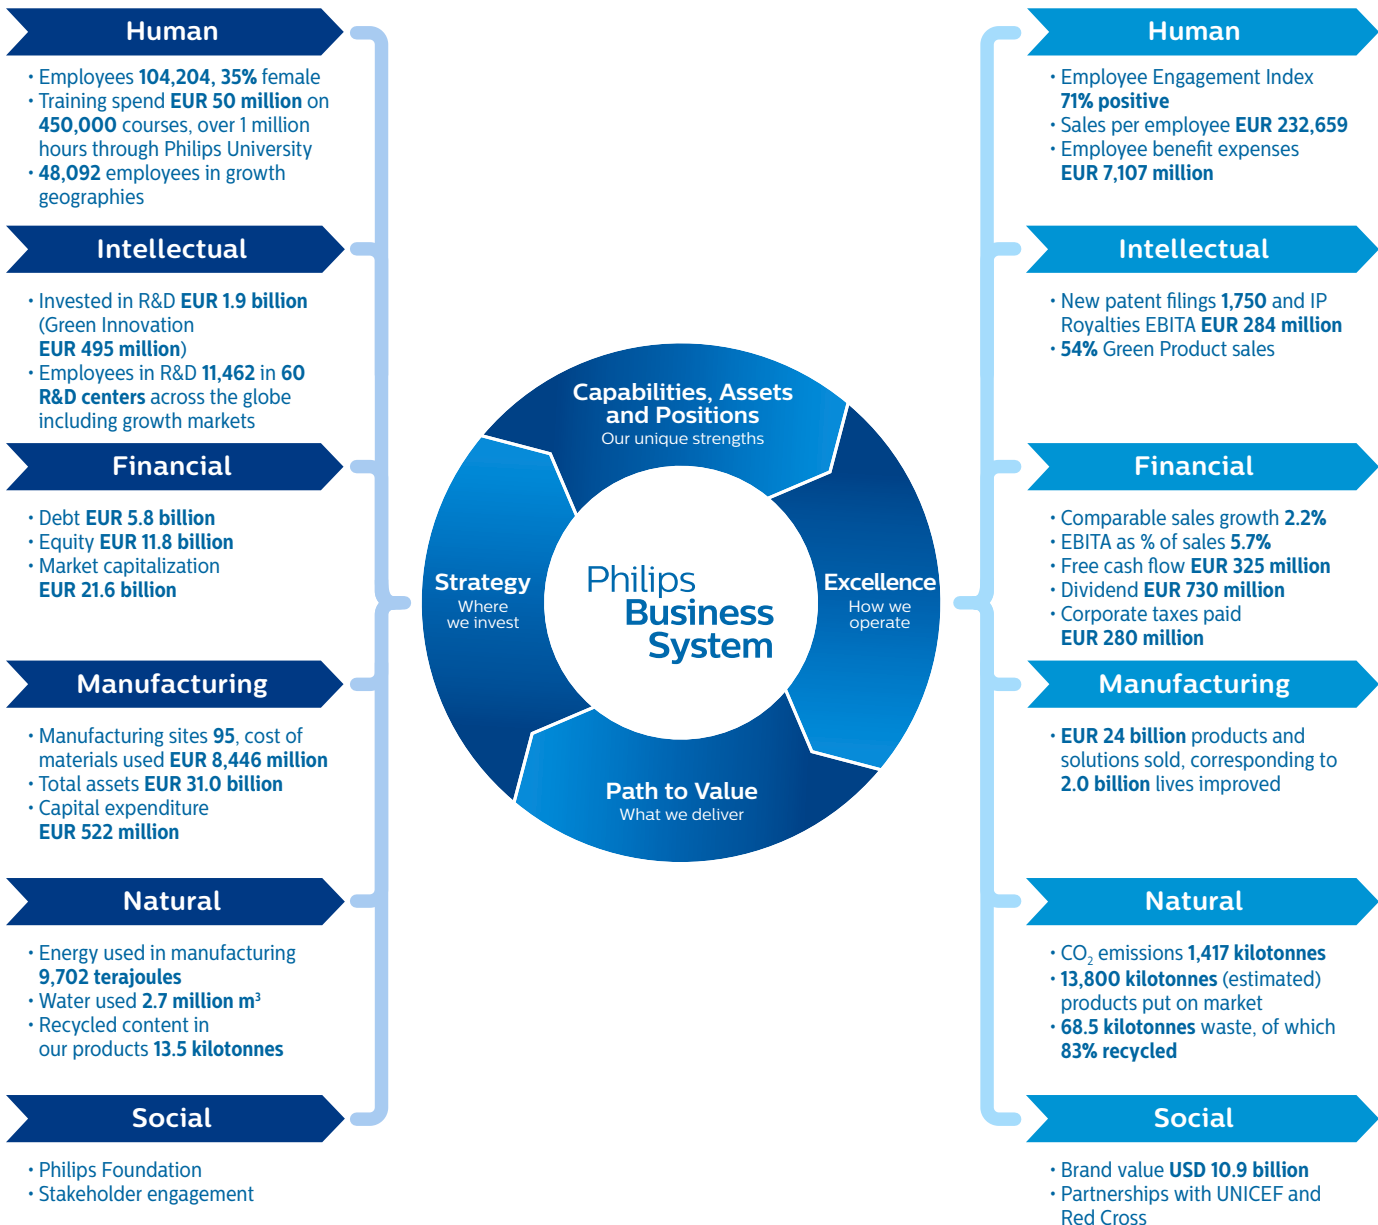 Human
• Employees 104,204, 35% female
• Training spend EUR 50 million on
450,000 courses, over 1 million
hours through Philips University
• 48,092 employees in growth
geographies
Intellectual
• Invested in R&D EUR 1.9 billion
(Green Innovation
EUR 495 million)
• Employees in R&D 11,462 in 60
R&D centers across the globe
including growth markets
Financial
• Debt EUR 5.8 billion
• Equity EUR 11.8 billion
• Market capitalization
EUR 21.6 billion
Manufacturing
• Manufacturing sites 95, cost of
materials used EUR 8,446 million
• Total assets EUR 31.0 billion
• Capital expenditure
EUR 522 million
Natural
• Energy used in manufacturing
9,702 terajoules
• Water used 2.7 million m³
• Recycled content in
our products 13.5 kilotonnes
Social
• Philips Foundation
• Stakeholder engagement
Capabilities, Assets
and Positions
Our unique strengths
Strategy
Where
we invest
Philips
Business
System
Excellence
How we
operate
Path to Value
What we deliver
Human
• Employee Engagement Index
71% positive
• Sales per employee EUR 232,659
• Employee benefit expenses
EUR 7,107 million
Intellectual
• New patent filings 1,750 and IP
Royalties EBITA EUR 284 million
• 54% Green Product sales
Financial
• Comparable sales growth 2.2%
• EBITA as % of sales 5.7%
• Free cash flow EUR 325 million
• Dividend EUR 730 million
• Corporate taxes paid
EUR 280 million
Manufacturing
• EUR 24 billion products and
solutions sold, corresponding to
2.0 billion lives improved
Natural
• CO₂ emissions 1,417 kilotonnes
• 13,800 kilotonnes (estimated)
products put on market
• 68.5 kilotonnes waste, of which
83% recycled
Social
• Brand value USD 10.9 billion
• Partnerships with UNICEF and
Red Cross